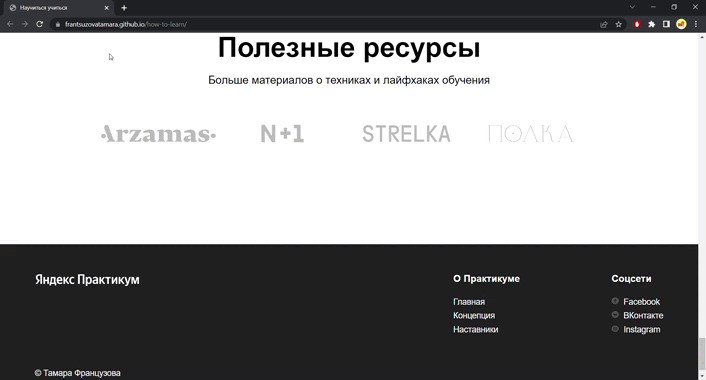 Научиться учиться
frantsuzovatamara.github.io/how-to-learn/
Полезные ресурсы
Больше материалов о техниках и лайфхаках обучения
Arzamas
N+1
STRELKA
ПОЛКА
Яндекс Практикум
О Практикуме
Главная
Концепция
Наставники
Соцсети
Facebook
ВКонтакте
Instagram
© Тамара Французова